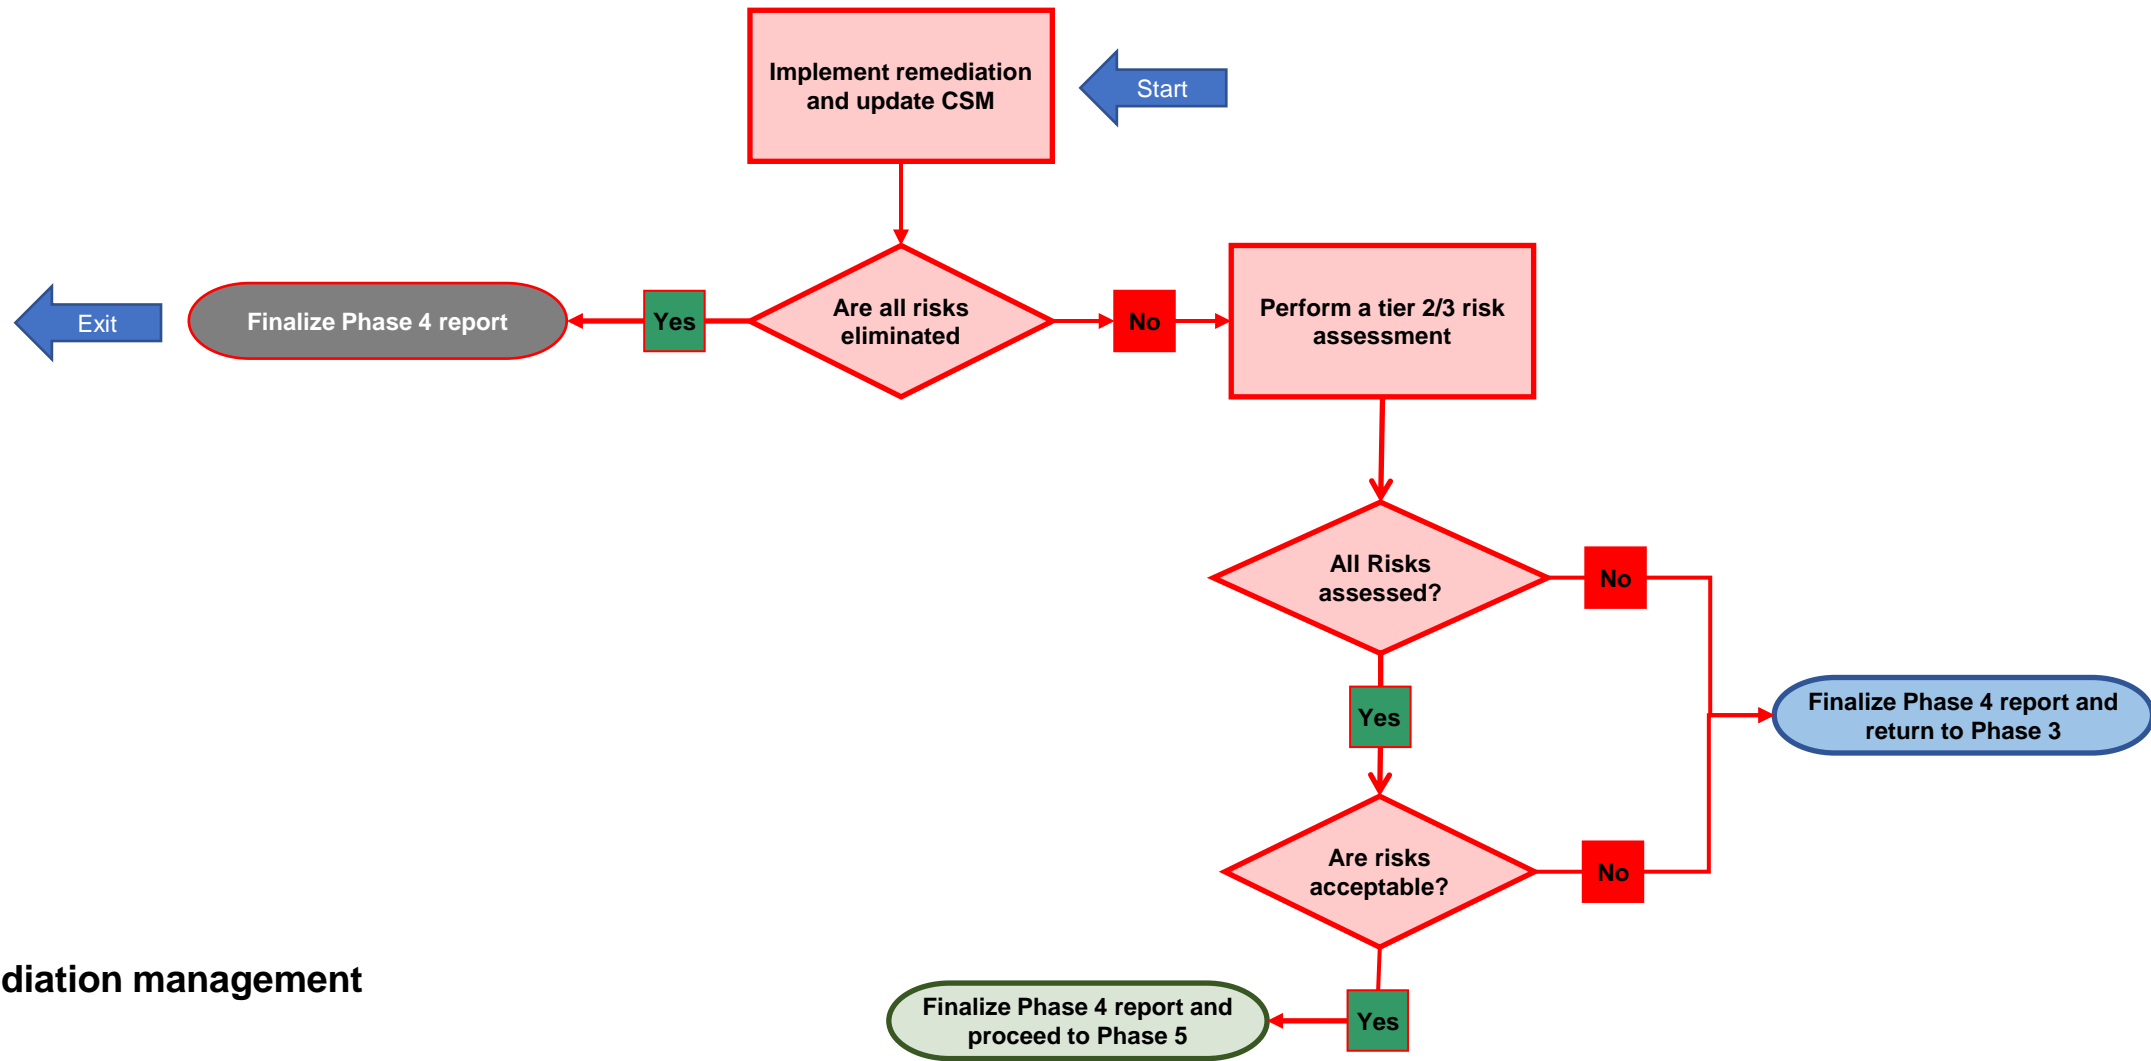 Implement remediation
and update CSM
Start
Exit
Finalize Phase 4 report
Yes
Are all risks
eliminated
No
Perform a tier 2/3 risk
assessment
All Risks
assessed?
No
Yes
Finalize Phase 4 report and
return to Phase 3
Are risks
acceptable?
No
diation management
Finalize Phase 4 report and
proceed to Phase 5
Yes